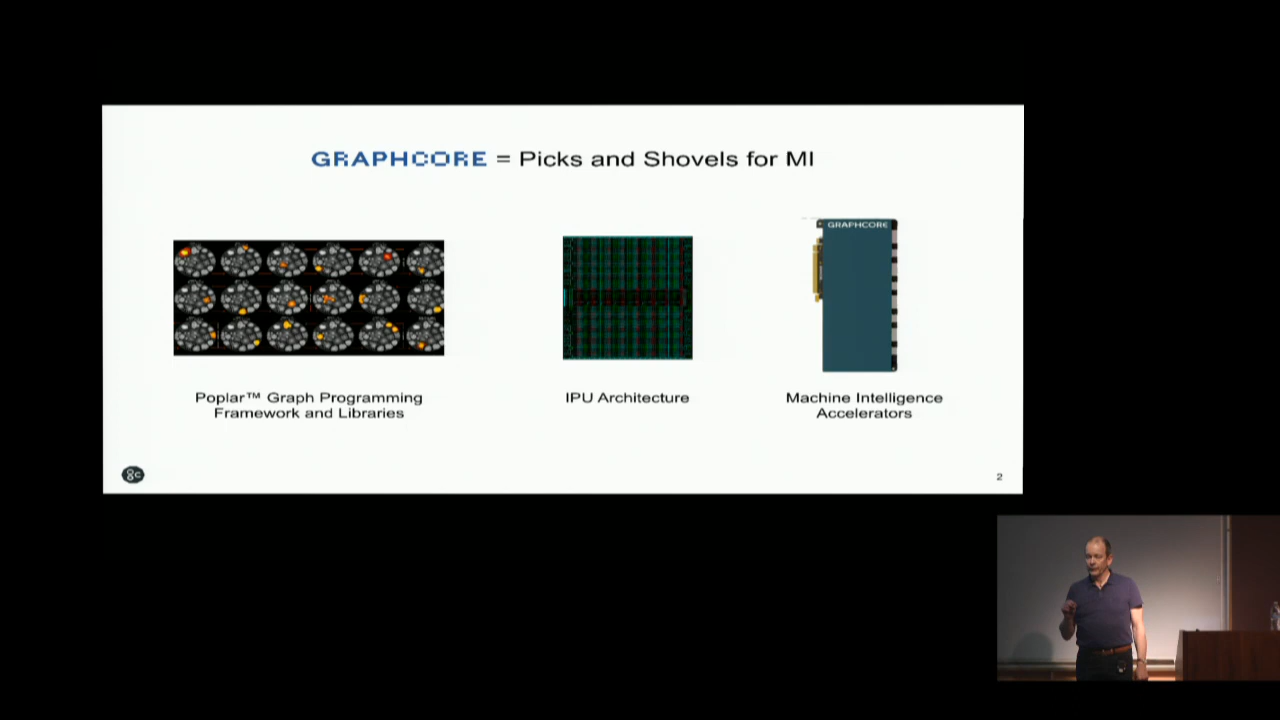 GRAPHCORE = Picks and Shovels for MI
GRAPHCORE
Poplar™ Graph Programming
Framework and Libraries
IPU Architecture
Machine Intelligence
Accelerators
2